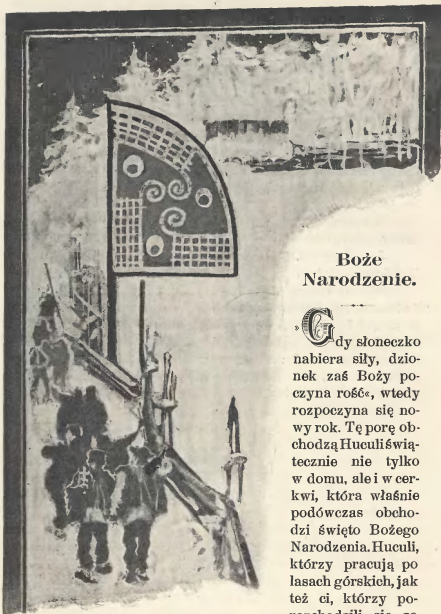 Boże
Narodzenie.
»Gdy słoneczko
nabiera siły, dzio-
nek zaś Boży po-
czyna rość«, wtedy
rozpoczyna się no-
wy rok. Tę porę ob-
chodzą Huculi świą-
tecznie nie tylko
w domu, ale i w cer-
kwi, która właśnie
podówczas obcho-
dzi święto Bożego
Narodzenia. Huculi,
którzy pracują po
lasach górskich, jak
też ci, którzy po-